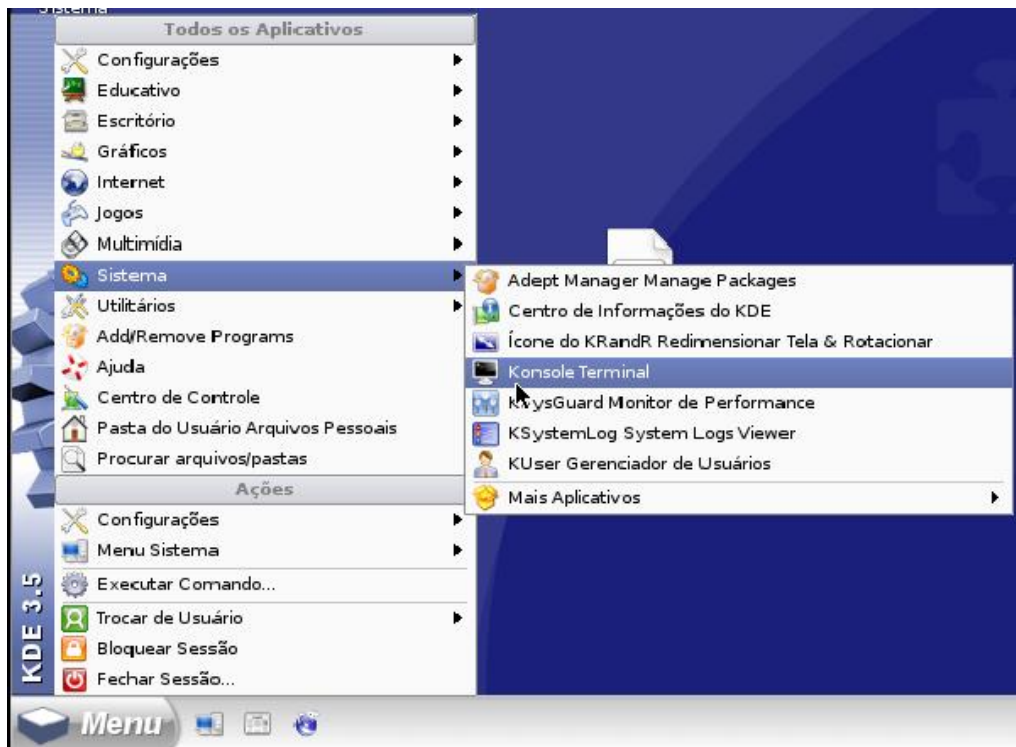 Sistema
Todos os Aplicativos
Configurações
Educativo
Escritório
Gráficos
Internet
Jogos
Multimídia
Sistema
Utilitários
Add/Remove Programs
Ajuda
Centro de Controle
Pasta do Usuário Arquivos Pessoais
Procurar arquivos/pastas
Ações
Configurações
Menu Sistema
Executar Comando...
Trocar de Usuário
Bloquear Sessão
Fechar Sessão...
Adept Manager Manage Packages
Centro de Informações do KDE
Ícone do KRandR Redimensionar Tela & Rotacionar
Konsole Terminal
KSysGuard Monitor de Performance
KSystemLog System Logs Viewer
KUser Gerenciador de Usuários
Mais Aplicativos
KDE 3.5
Menu